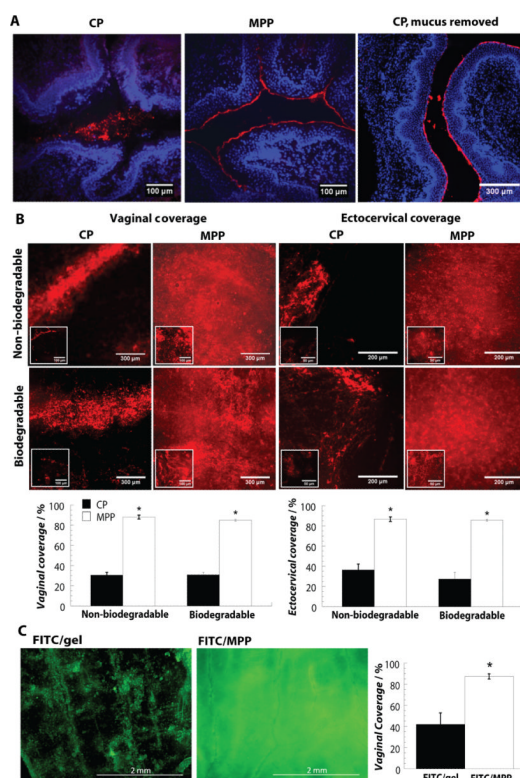 A
CP
MPP
CP, mucus removed
100 µm
100 µm
300 µm
B
Vaginal coverage
Ectocervical coverage
CP
MPP
CP
MPP
Non-biodegradable
300 µm
300 µm
200 µm
200 µm
Biodegradable
300 µm
300 µm
200 µm
200 µm
CP
MPP
Vaginal coverage / %
100
80
60
40
20
0
*
*
Non-biodegradable
Biodegradable
Ectocervical coverage / %
100
80
60
40
20
0
*
*
Non-biodegradable
Biodegradable
C
FITC/gel
FITC/MPP
2 mm
2 mm
Vaginal Coverage / %
100
80
60
40
20
0
*
FITC/gel
FITC/MPP